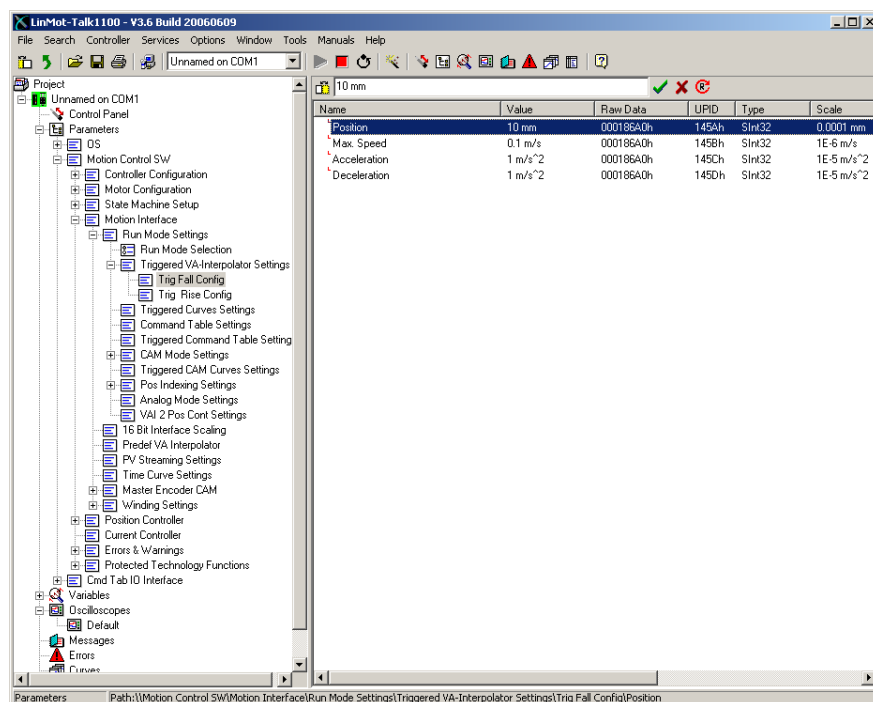 LinMot-Talk1100 - V3.6 Build 20060609
File Search Controller Services Options Window Tools Manuals Help
Unnamed on COM1
Project
Unnamed on COM1
Control Panel
Parameters
OS
Motion Control SW
Controller Configuration
Motor Configuration
State Machine Setup
Motion Interface
Run Mode Settings
Run Mode Selection
Triggered VA-Interpolator Settings
Trig Fall Config
Trig Rise Config
Triggered Curves Settings
Command Table Settings
Triggered Command Table Setting
CAM Mode Settings
Triggered CAM Curves Settings
Pos Indexing Settings
Analog Mode Settings
VAI 2 Pos Cont Settings
16 Bit Interface Scaling
Predef VA Interpolator
PV Streaming Settings
Time Curve Settings
Master Encoder CAM
Winding Settings
Position Controller
Current Controller
Errors & Warnings
Protected Technology Functions
Cmd Tab IO Interface
Variables
Oscilloscopes
Default
Messages
Errors
Curves
10 mm
Name Value Raw Data UPID Type Scale
Position 10 mm 000186A0h 145Ah SInt32 0.0001 mm
Max. Speed 0.1 m/s 000186A0h 145Bh SInt32 1E-6 m/s
Acceleration 1 m/s^2 000186A0h 145Ch SInt32 1E-5 m/s^2
Deceleration 1 m/s^2 000186A0h 145Dh SInt32 1E-5 m/s^2
Parameters Path:\\Motion Control SW\Motion Interface\Run Mode Settings\Triggered VA-Interpolator Settings\Trig Fall Config\Position